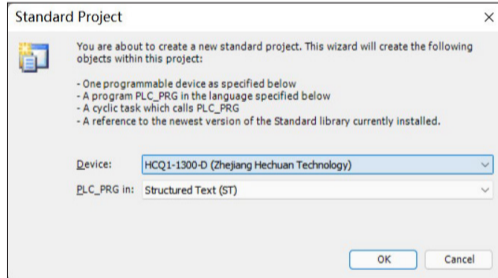 Standard Project
You are about to create a new standard project. This wizard will create the following
objects within this project:
- One programmable device as specified below
- A program PLC_PRG in the language specified below
- A cyclic task which calls PLC_PRG
- A reference to the newest version of the Standard library currently installed.
Device: HCQ1-1300-D (Zhejiang Hechuan Technology)
PLC_PRG in: Structured Text (ST)
OK Cancel